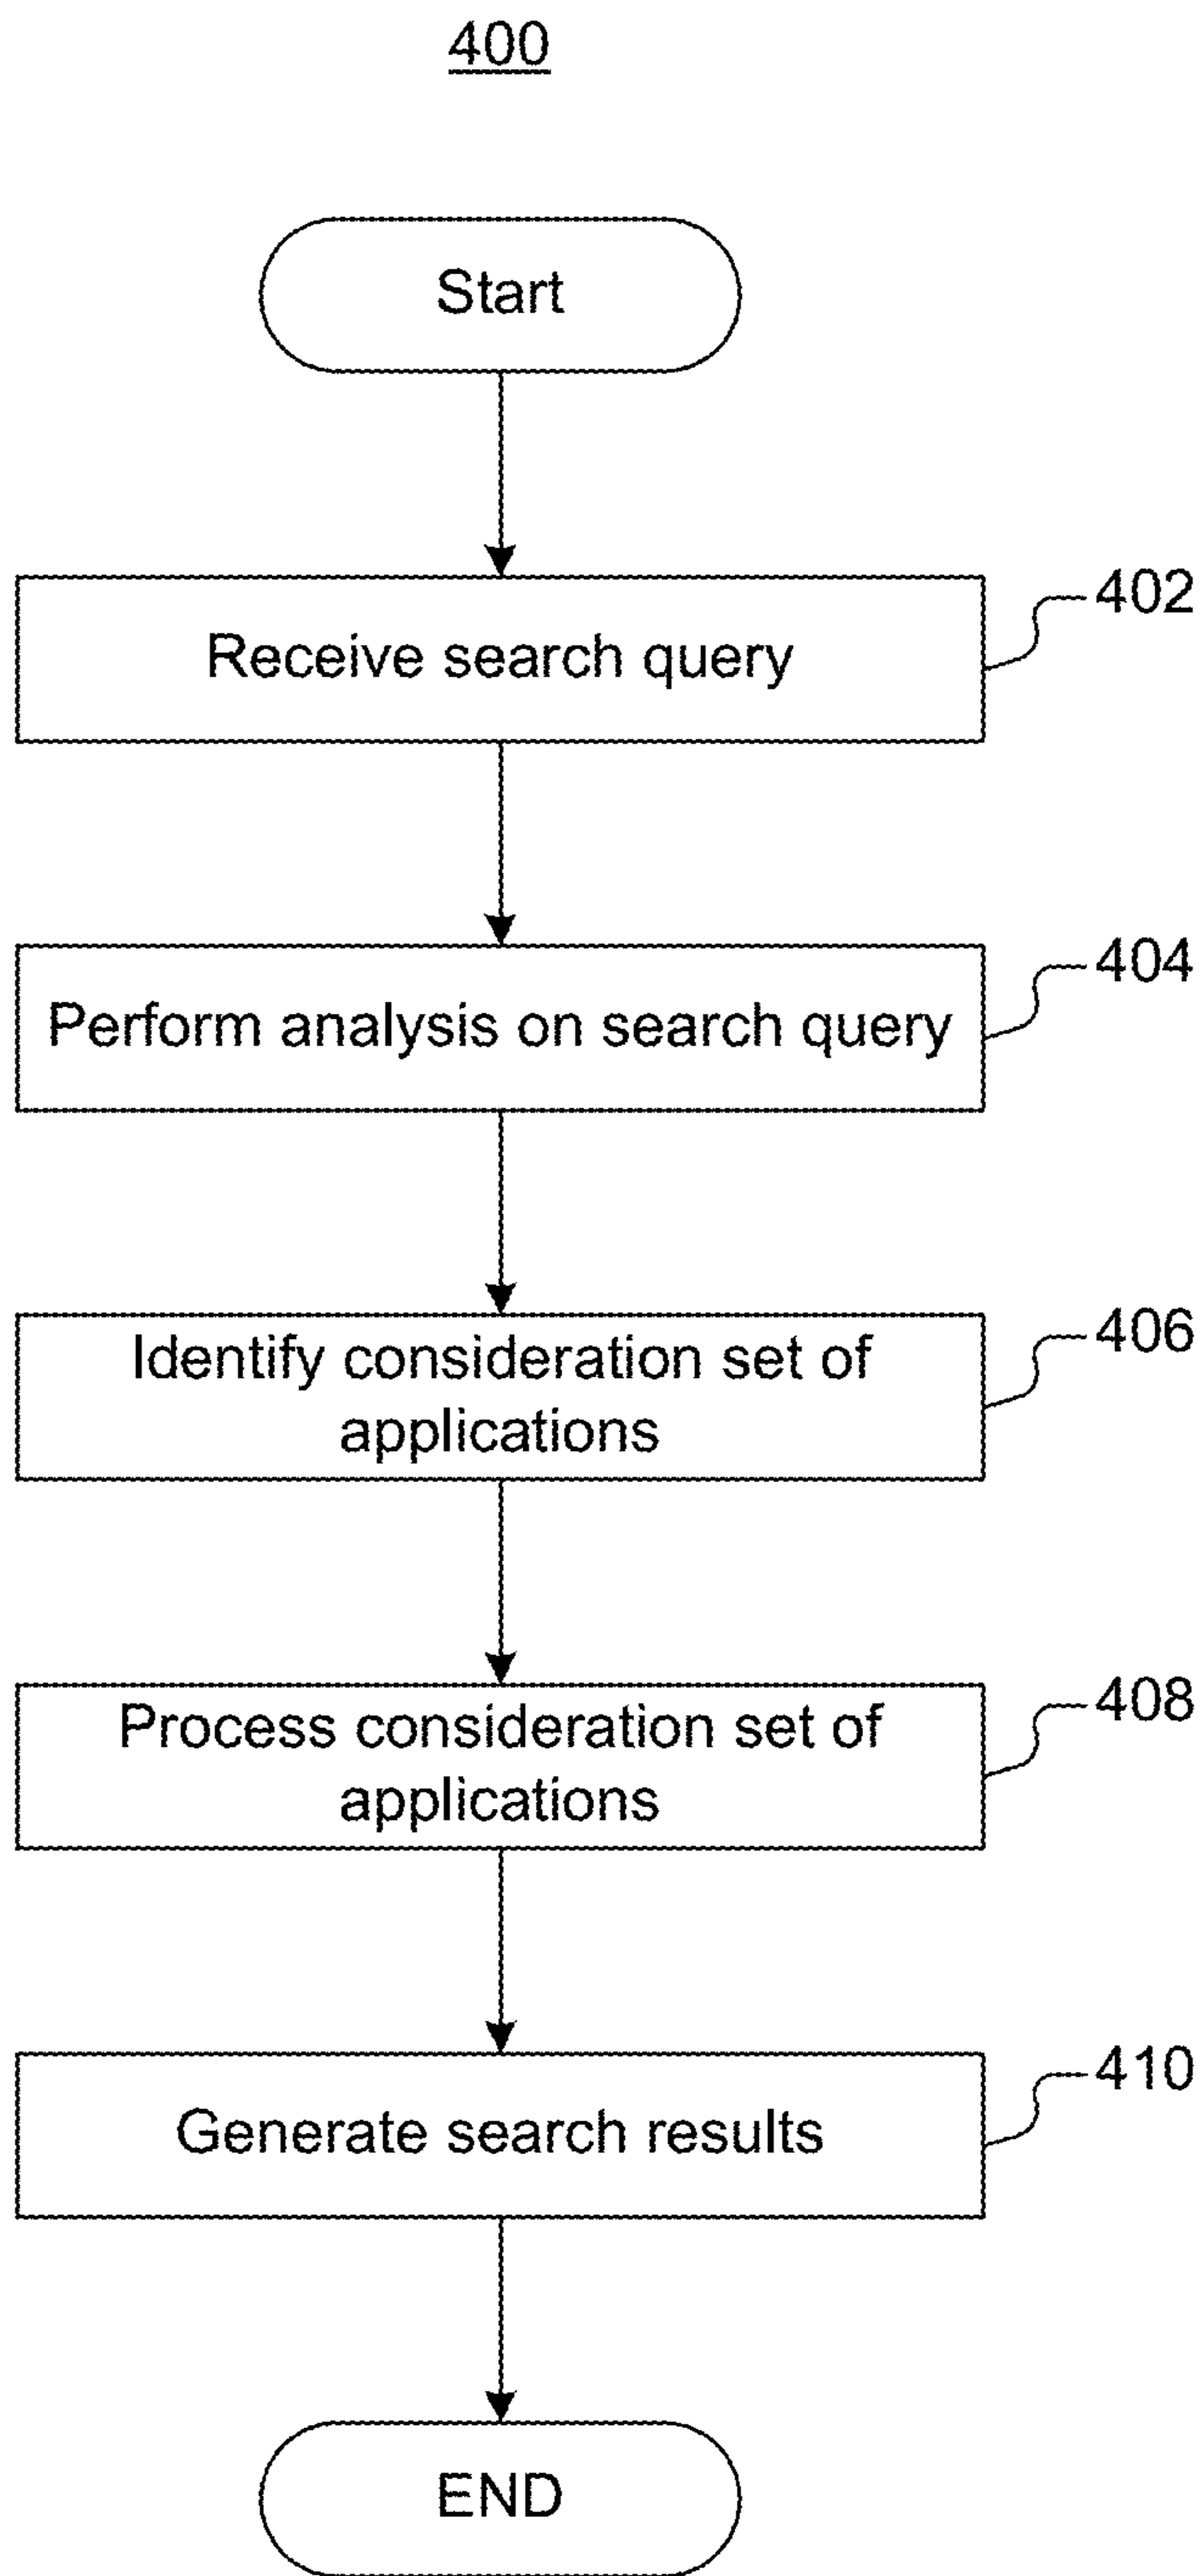 400
Start
Receive search query
402
Perform analysis on search query
404
Identify consideration set of
applications
406
Process consideration set of
applications
408
Generate search results
410
END